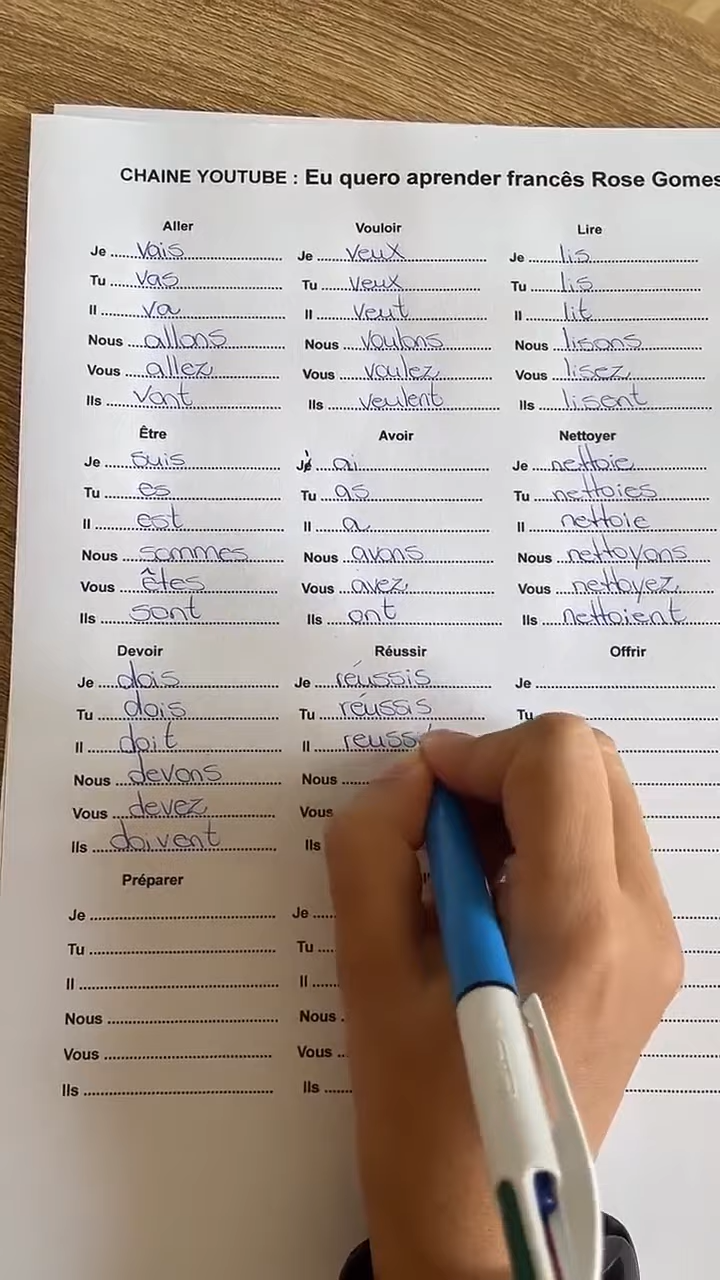 CHAINE YOUTUBE : Eu quero aprender francês Rose Gomes
Aller
Je vais
Tu vas
Il va
Nous allons
Vous allez
Ils vont
Vouloir
Je veux
Tu veux
Il veut
Nous voulons
Vous voulez
Ils veulent
Lire
Je lis
Tu lis
Il lit
Nous lisons
Vous lisez
Ils lisent
Être
Je suis
Tu es
Il est
Nous sommes
Vous êtes
Ils sont
Avoir
J' ai
Tu as
Il a
Nous avons
Vous avez
Ils ont
Nettoyer
Je nettoie
Tu nettoies
Il nettoie
Nous nettoyons
Vous nettoyez
Ils nettoient
Devoir
Je dois
Tu dois
Il doit
Nous devons
Vous devez
Ils doivent
Réussir
Je réussis
Tu réussis
Il
Nous
Vous
Ils
Offrir
Je
Tu
Préparer
Je
Tu
Il
Nous
Vous
Ils
Je
Tu
Il
Nous
Vous
Ils